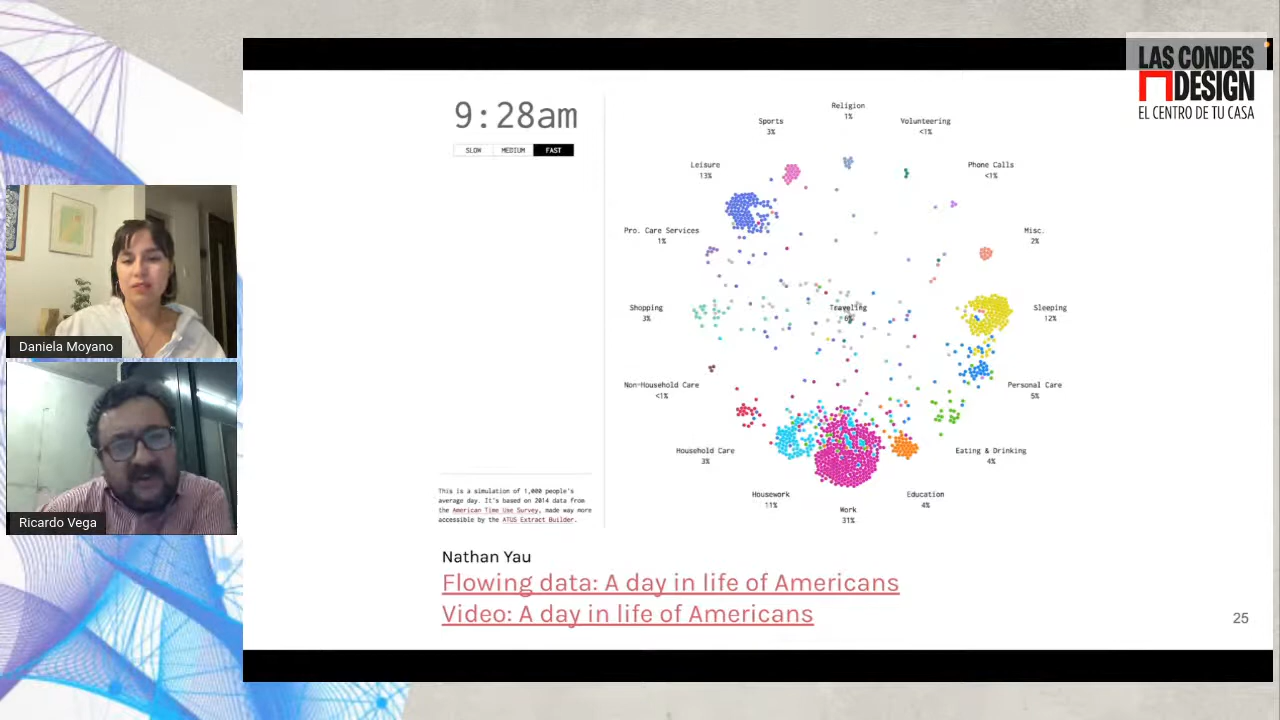 LAS CONDES
DESIGN
EL CENTRO DE TU CASA
9:28am
SLOW MEDIUM FAST
Religion
1%
Sports
3%
Volunteering
<1%
Leisure
13%
Phone Calls
<1%
Pro. Care Services
1%
Misc.
2%
Shopping
3%
Traveling
6%
Sleeping
12%
Non-Household Care
<1%
Personal Care
5%
Household Care
3%
Eating & Drinking
4%
Housework
11%
Education
4%
Work
31%
This is a simulation of 1,000 people's
average day. It's based on 2014 data from
the American Time Use Survey, made way more
accessible by the ATUS Extract Builder.
Nathan Yau
Flowing data: A day in life of Americans
Video: A day in life of Americans
25
Daniela Moyano
Ricardo Vega